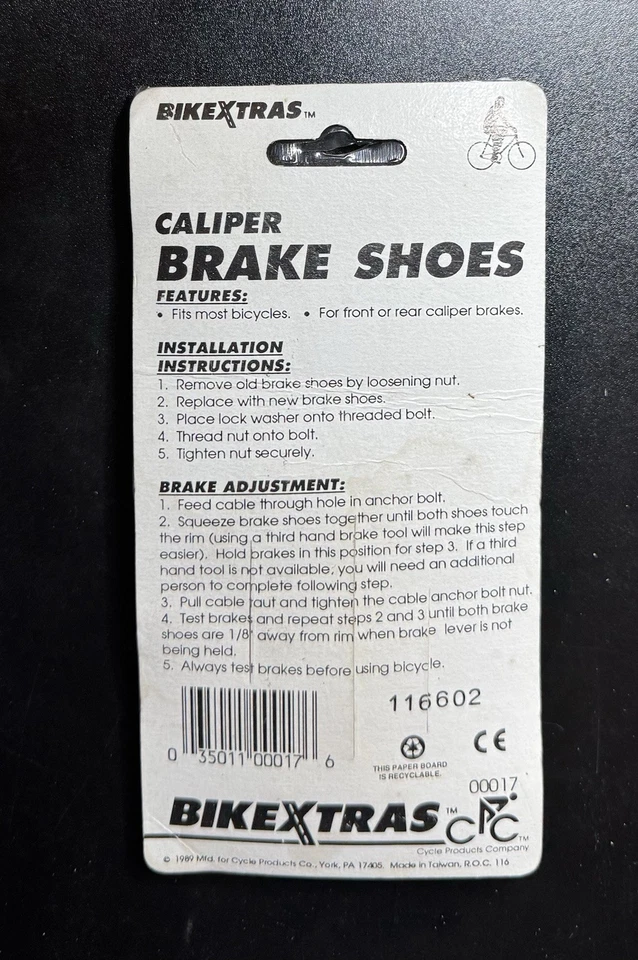 BIKEXTRAS™
CALIPER
BRAKE SHOES
FEATURES:
• Fits most bicycles. • For front or rear caliper brakes.
INSTALLATION
INSTRUCTIONS:
1. Remove old brake shoes by loosening nut.
2. Replace with new brake shoes.
3. Place lock washer onto threaded bolt.
4. Thread nut onto bolt.
5. Tighten nut securely.
BRAKE ADJUSTMENT:
1. Feed cable through hole in anchor bolt.
2. Squeeze brake shoes together until both shoes touch
the rim (using a third hand brake tool will make this step
easier). Hold brakes in this position for step 3. If a third
hand tool is not available, you will need an additional
person to complete following step.
3. Pull cable taut and tighten the cable anchor bolt nut.
4. Test brakes and repeat steps 2 and 3 until both brake
shoes are 1/8" away from rim when brake lever is not
being held.
5. Always test brakes before using bicycle.
116602
0 35011 00017 6
THIS PAPER BOARD
IS RECYCLABLE.
CE
00017
BIKEXTRAS™ CPC™
Cycle Products Company
© 1989 Mfd. for Cycle Products Co., York, PA 17405. Made in Taiwan, R.O.C. 116